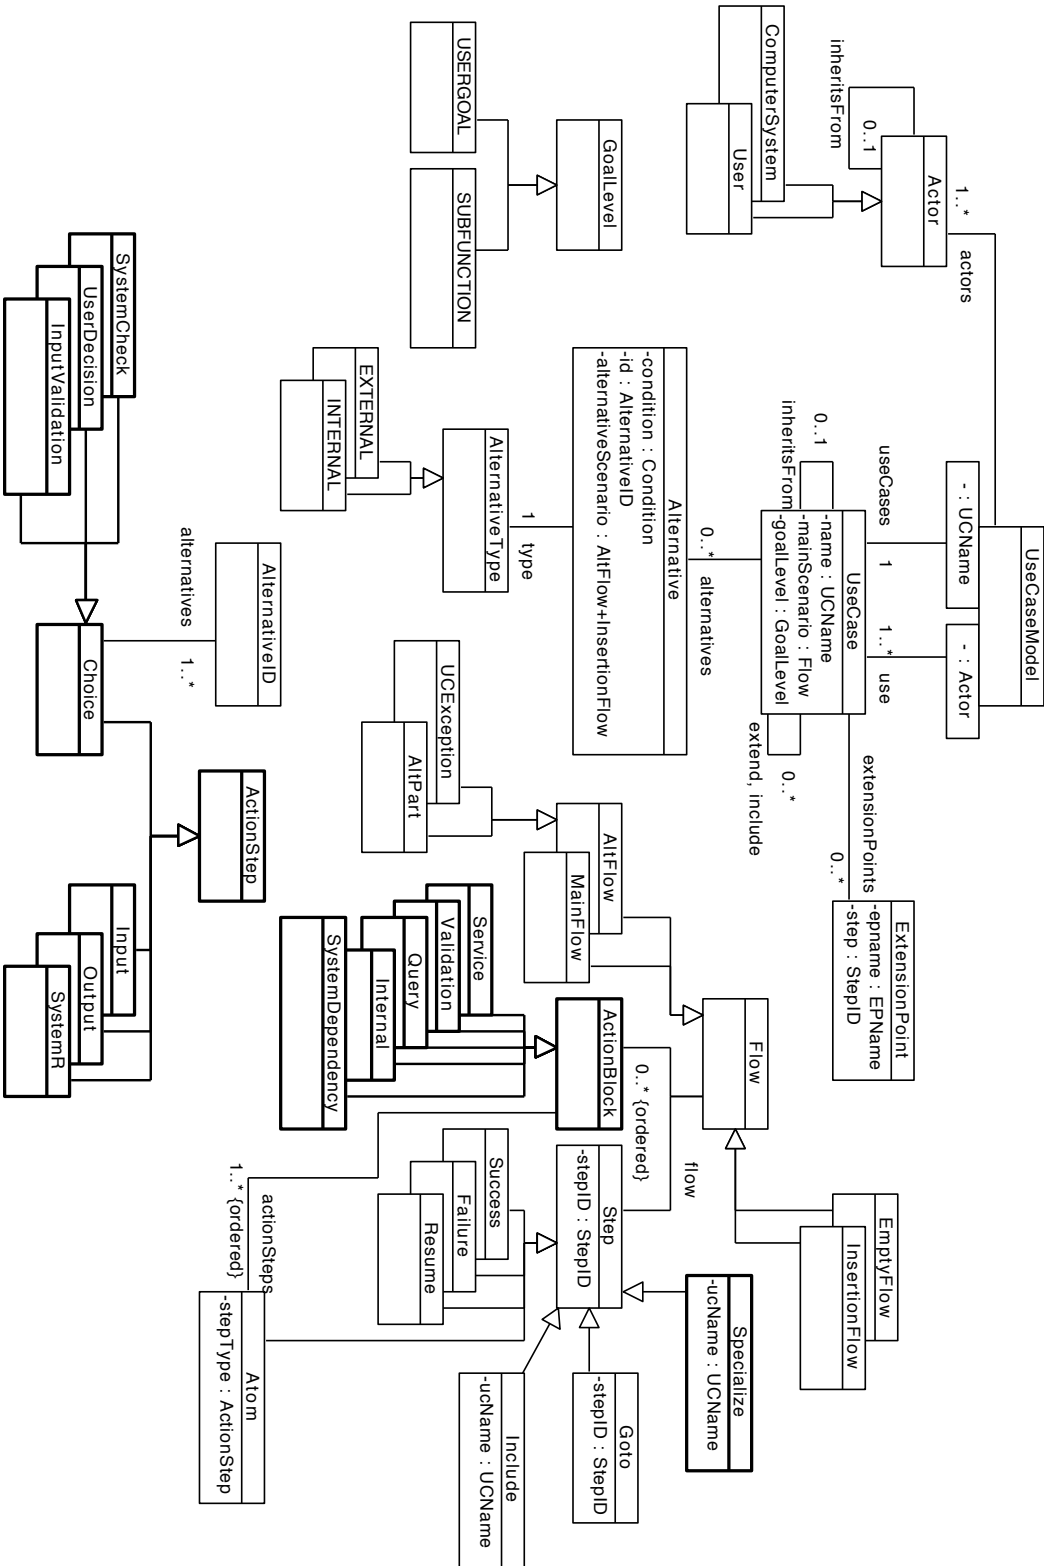 UseCaseModel
- : UCName
- : Actor
1..*
actors
Actor
0..1
inheritsFrom
ComputerSystem
User
useCases
1
1..*
use
UseCase
-name : UCName
-mainScenario : Flow
-goalLevel : GoalLevel
0..1
inheritsFrom
0..*
extend, include
extensionPoints
0..*
ExtensionPoint
-epname : EPName
-step : StepID
GoalLevel
USERGOAL
SUBFUNCTION
0..*
alternatives
Alternative
-condition : Condition
-id : AlternativeID
-alternativeScenario : AltFlow+InsertionFlow
1
type
AlternativeType
EXTERNAL
INTERNAL
Flow
EmptyFlow
InsertionFlow
AltFlow
MainFlow
UCException
AltPart
flow
0..* {ordered}
ActionBlock
Service
Validation
Query
Internal
SystemDependency
Step
-stepID : StepID
Specialize
-ucName : UCName
Goto
-stepID : StepID
Include
-ucName : UCName
Success
Failure
Resume
actionSteps
1..* {ordered}
Atom
-stepType : ActionStep
AlternativeID
alternatives
1..*
Choice
SystemCheck
UserDecision
InputValidation
ActionStep
Input
Output
SystemR